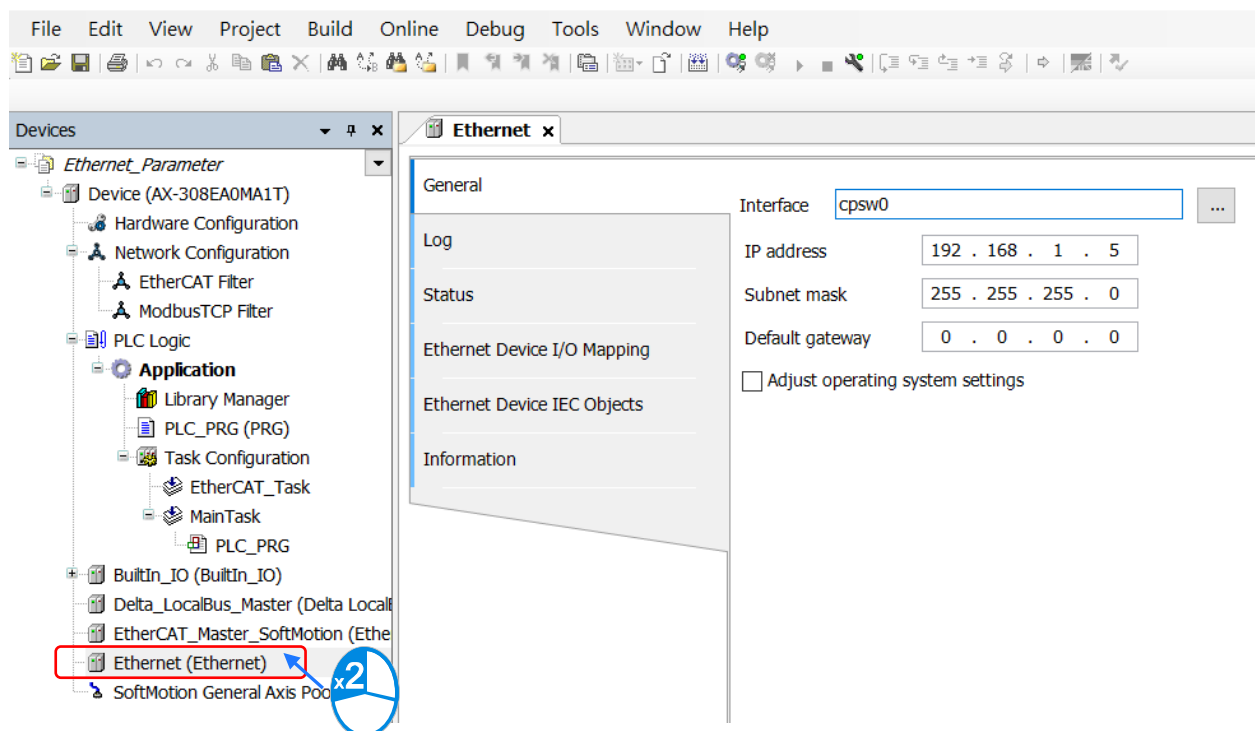 File Edit View Project Build Online Debug Tools Window Help
Devices
Ethernet_Parameter
Device (AX-308EA0MA1T)
Hardware Configuration
Network Configuration
EtherCAT Filter
ModbusTCP Filter
PLC Logic
Application
Library Manager
PLC_PRG (PRG)
Task Configuration
EtherCAT_Task
MainTask
PLC_PRG
BuiltIn_IO (BuiltIn_IO)
Delta_LocalBus_Master (Delta Local
EtherCAT_Master_SoftMotion (Ethe
Ethernet (Ethernet)
SoftMotion General Axis Poo
x2
Ethernet
General
Log
Status
Ethernet Device I/O Mapping
Ethernet Device IEC Objects
Information
Interface cpsw0 ...
IP address 192 . 168 . 1 . 5
Subnet mask 255 . 255 . 255 . 0
Default gateway 0 . 0 . 0 . 0
Adjust operating system settings